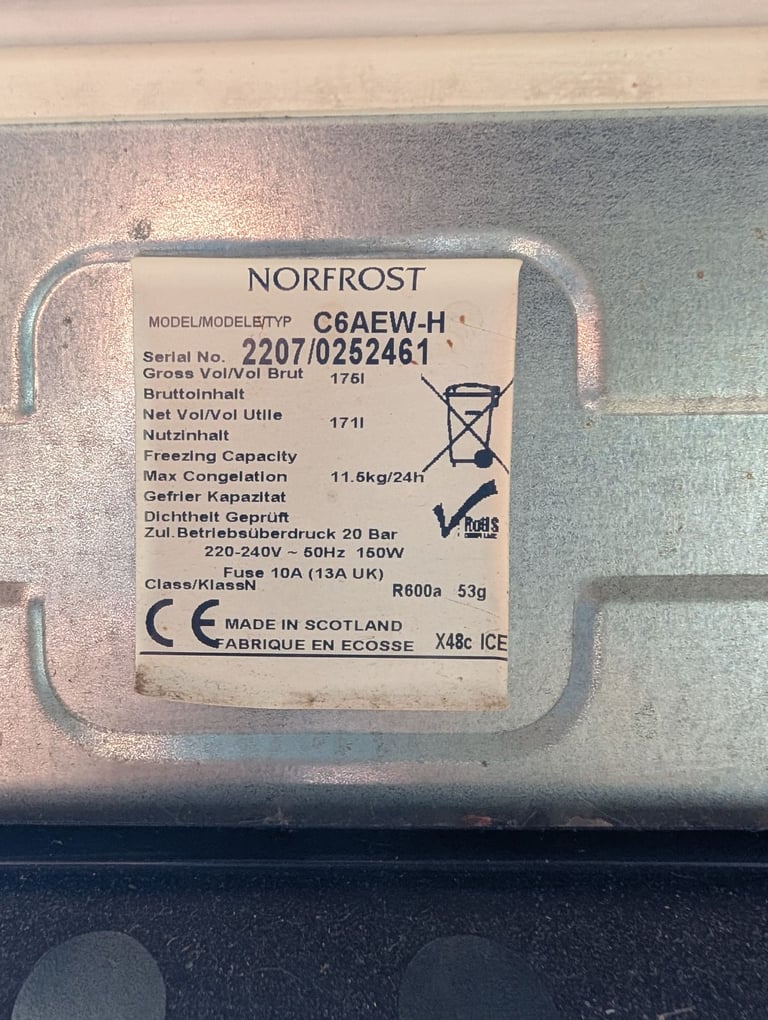 NORFROST
MODEL/MODELE/TYP C6AEW-H
Serial No. 2207/0252461
Gross Vol/Vol Brut 175l
Bruttoinhalt
Net Vol/Vol Utile 171l
Nutzinhalt
Freezing Capacity
Max Congelation 11.5kg/24h
Gefrier Kapazitat
Dichtheit Geprüft
RoHS
Zul.Betriebsüberdruck 20 Bar
220-240V ~ 50Hz 150W
Fuse 10A (13A UK)
Class/KlassN
R600a 53g
CE MADE IN SCOTLAND
FABRIQUE EN ECOSSE X48c ICE